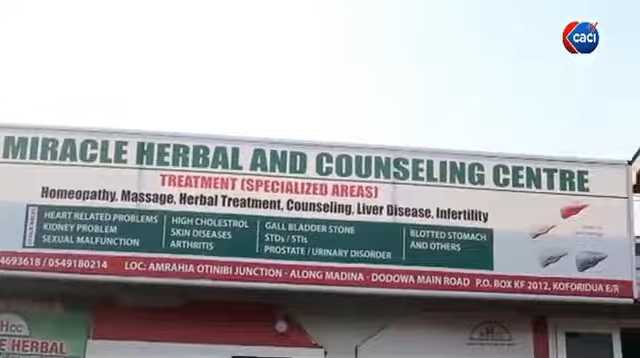 caci
MIRACLE HERBAL AND COUNSELING CENTRE
TREATMENT (SPECIALIZED AREAS)
Homeopathy, Massage, Herbal Treatment, Counseling, Liver Disease, Infertility
HEART RELATED PROBLEMS
KIDNEY PROBLEM
SEXUAL MALFUNCTION
HIGH CHOLESTROL
SKIN DISEASES
ARTHRITIS
GALL BLADDER STONE
STDs / STIs
PROSTATE / URINARY DISORDER
BLOTTED STOMACH
AND OTHERS
4693618 / 0549180214 LOC: AMRAHIA OTINIBI JUNCTION - ALONG MADINA - DODOWA MAIN ROAD P.O. BOX KF 2012, KOFORIDUA E/R
Hcc
E HERBAL
Hcc